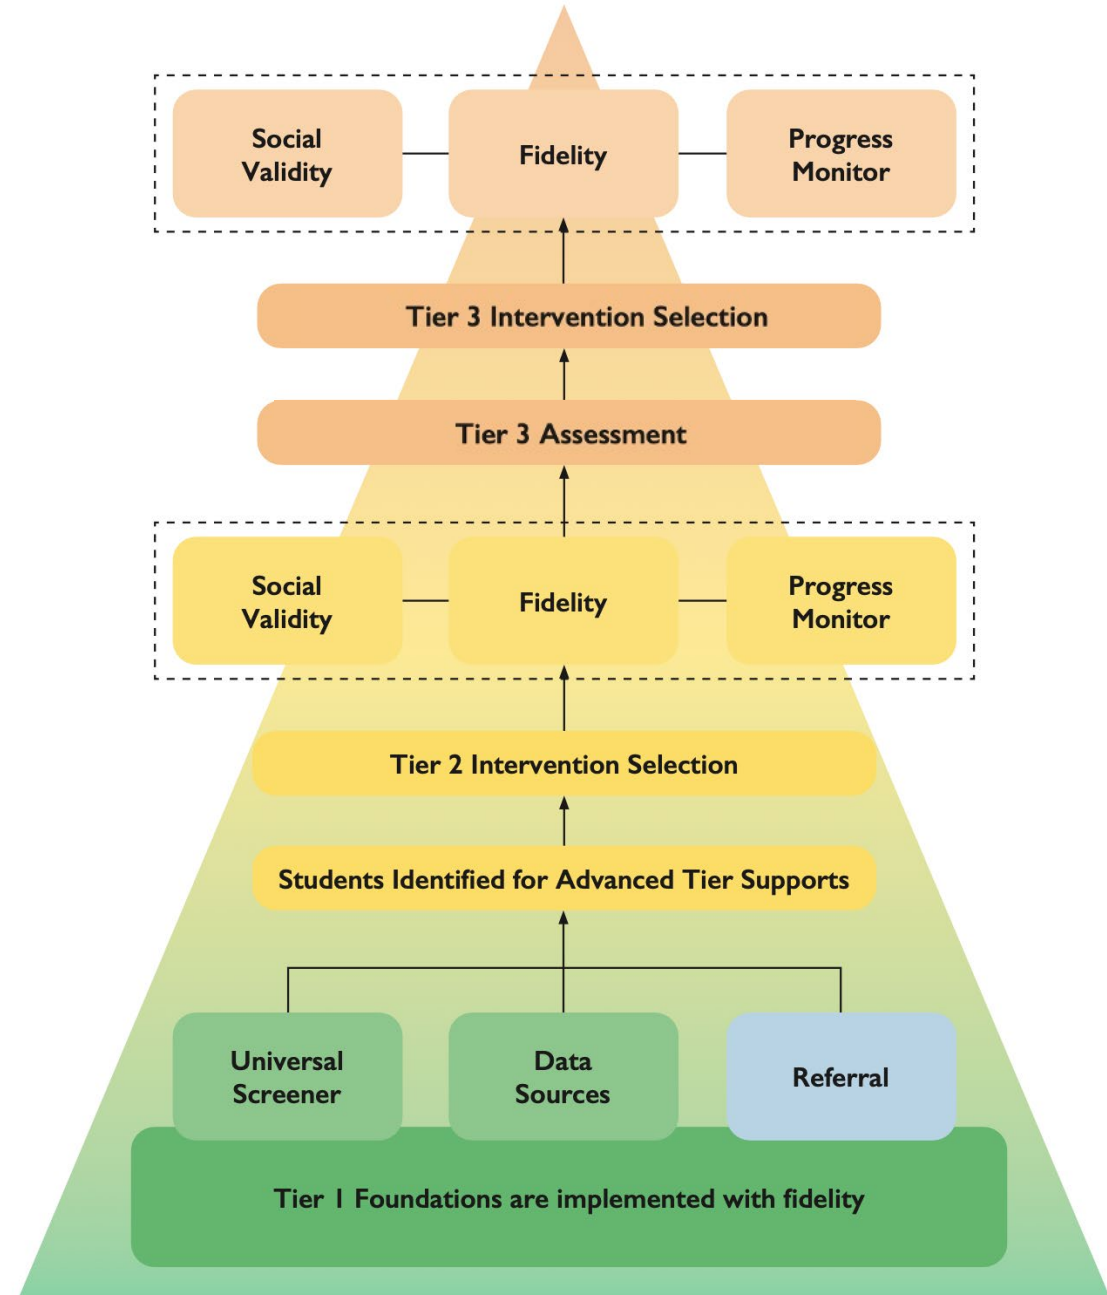 Social
Validity
Fidelity
Progress
Monitor
Tier 3 Intervention Selection
Tier 3 Assessment
Social
Validity
Fidelity
Progress
Monitor
Tier 2 Intervention Selection
Students Identified for Advanced Tier Supports
Universal
Screener
Data
Sources
Referral
Tier 1 Foundations are implemented with fidelity